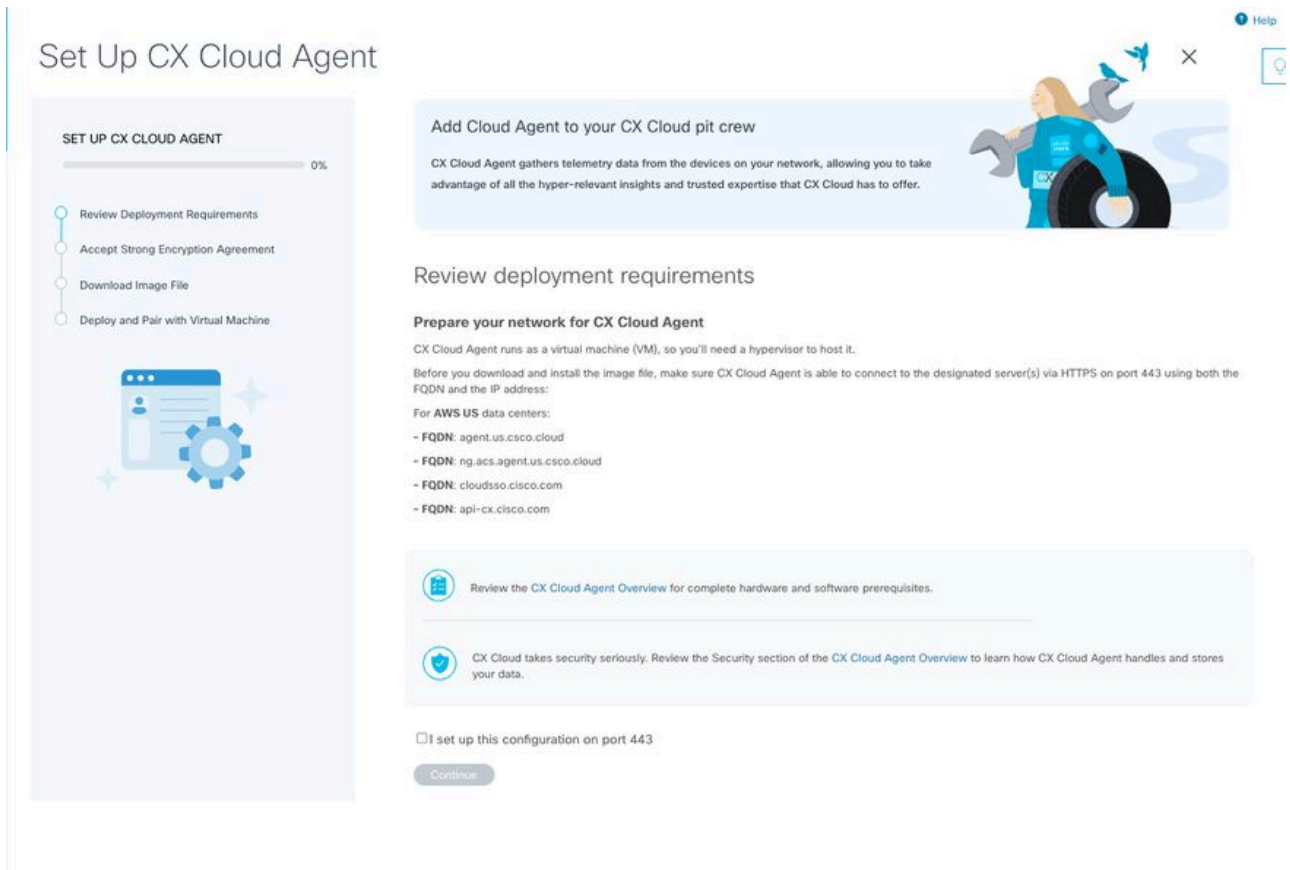 Help
Set Up CX Cloud Agent
SET UP CX CLOUD AGENT
0%
Review Deployment Requirements
Accept Strong Encryption Agreement
Download Image File
Deploy and Pair with Virtual Machine
Add Cloud Agent to your CX Cloud pit crew
CX Cloud Agent gathers telemetry data from the devices on your network, allowing you to take
advantage of all the hyper-relevant insights and trusted expertise that CX Cloud has to offer.
CX
Review deployment requirements
Prepare your network for CX Cloud Agent
CX Cloud Agent runs as a virtual machine (VM), so you'll need a hypervisor to host it.
Before you download and install the image file, make sure CX Cloud Agent is able to connect to the designated server(s) via HTTPS on port 443 using both the
FQDN and the IP address:
For AWS US data centers:
- FQDN: agent.us.csco.cloud
- FQDN: ng.acs.agent.us.csco.cloud
- FQDN: cloudsso.cisco.com
- FQDN: api-cx.cisco.com
Review the CX Cloud Agent Overview for complete hardware and software prerequisites.
CX Cloud takes security seriously. Review the Security section of the CX Cloud Agent Overview to learn how CX Cloud Agent handles and stores
your data.
I set up this configuration on port 443
Continue